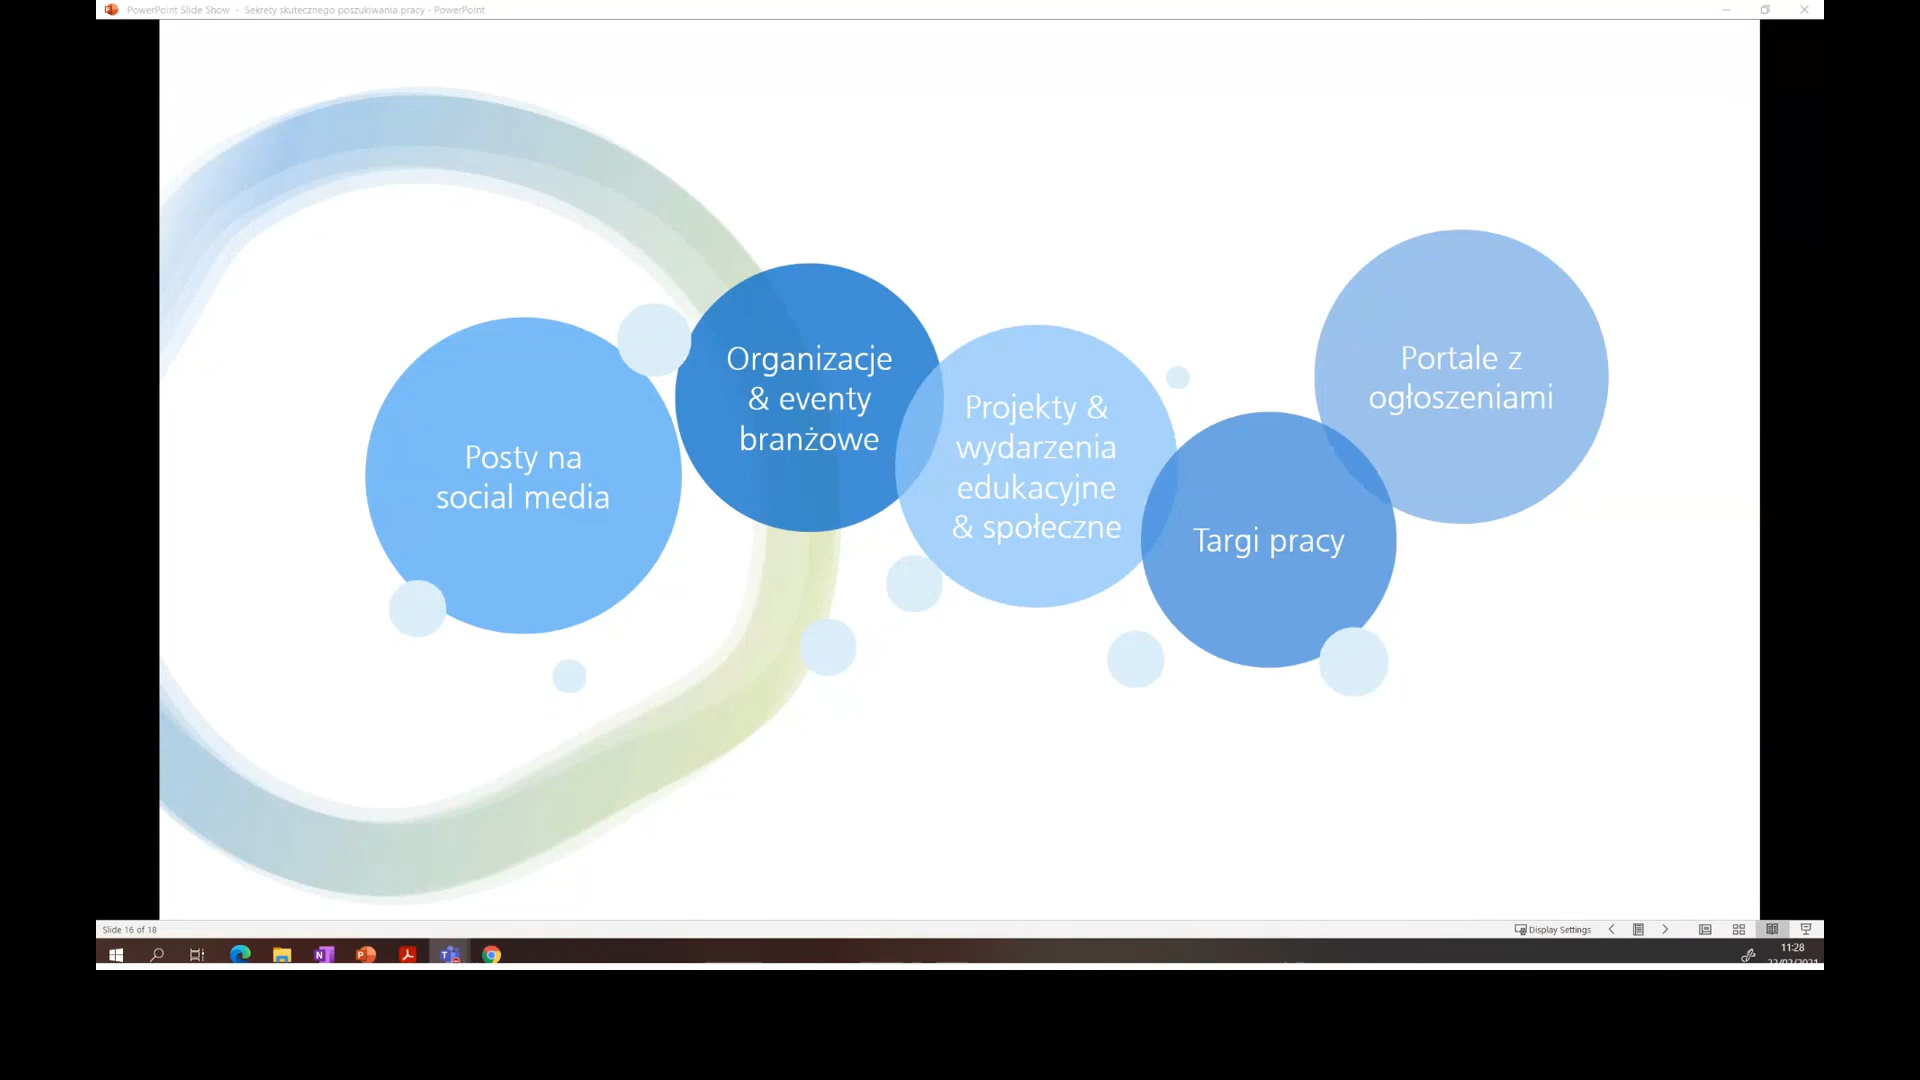 PowerPoint Slide Show - Sekrety skutecznego poszukiwania pracy - PowerPoint
Posty na
social media
Organizacje
& eventy
branżowe
Projekty &
wydarzenia
edukacyjne
& społeczne
Targi pracy
Portale z
ogłoszeniami
Slide 16 of 18
Display Settings
11:28